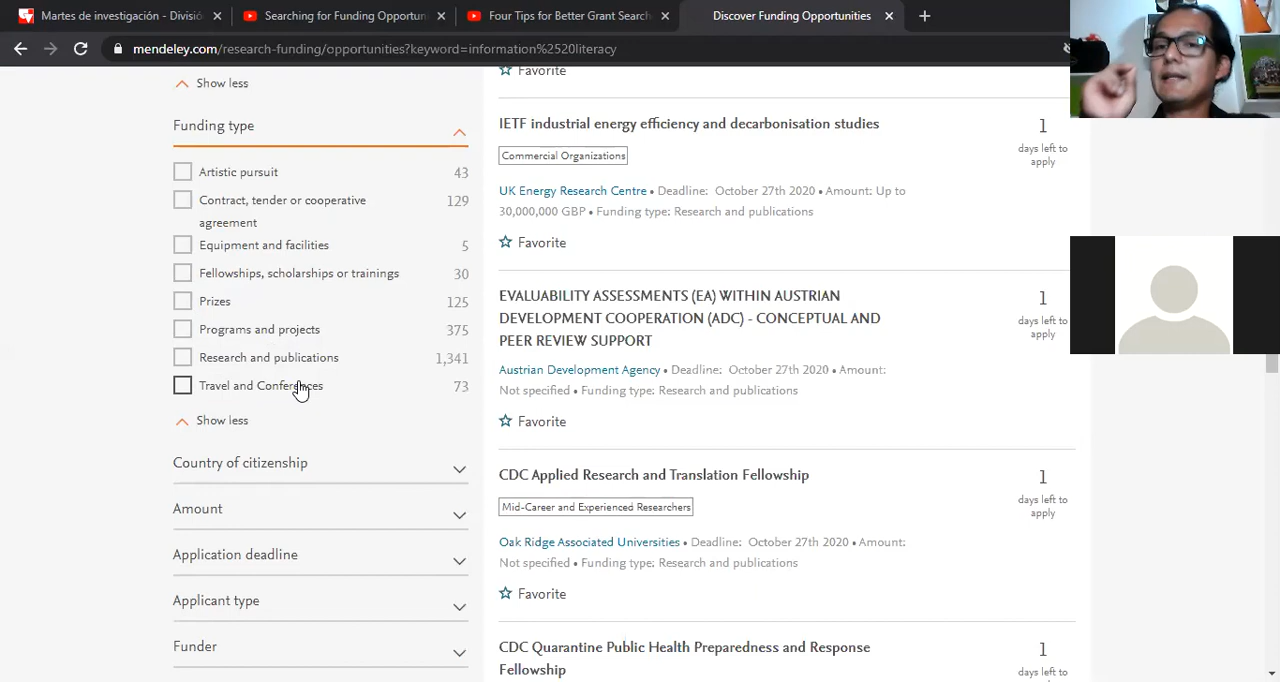 Martes de investigación - Divisió
Searching for Funding Opportun
Four Tips for Better Grant Search
Discover Funding Opportunities
mendeley.com/research-funding/opportunities?keyword=information%2520literacy
Show less
Funding type
Artistic pursuit 43
Contract, tender or cooperative 129
agreement
Equipment and facilities 5
Fellowships, scholarships or trainings 30
Prizes 125
Programs and projects 375
Research and publications 1,341
Travel and Conferences 73
Show less
Country of citizenship
Amount
Application deadline
Applicant type
Funder
Favorite
IETF industrial energy efficiency and decarbonisation studies
1
days left to
apply
Commercial Organizations
UK Energy Research Centre • Deadline: October 27th 2020 • Amount: Up to
30,000,000 GBP • Funding type: Research and publications
Favorite
EVALUABILITY ASSESSMENTS (EA) WITHIN AUSTRIAN
DEVELOPMENT COOPERATION (ADC) - CONCEPTUAL AND
PEER REVIEW SUPPORT
1
days left to
apply
Austrian Development Agency • Deadline: October 27th 2020 • Amount:
Not specified • Funding type: Research and publications
Favorite
CDC Applied Research and Translation Fellowship
1
days left to
apply
Mid-Career and Experienced Researchers
Oak Ridge Associated Universities • Deadline: October 27th 2020 • Amount:
Not specified • Funding type: Research and publications
Favorite
CDC Quarantine Public Health Preparedness and Response
Fellowship
1
days left to